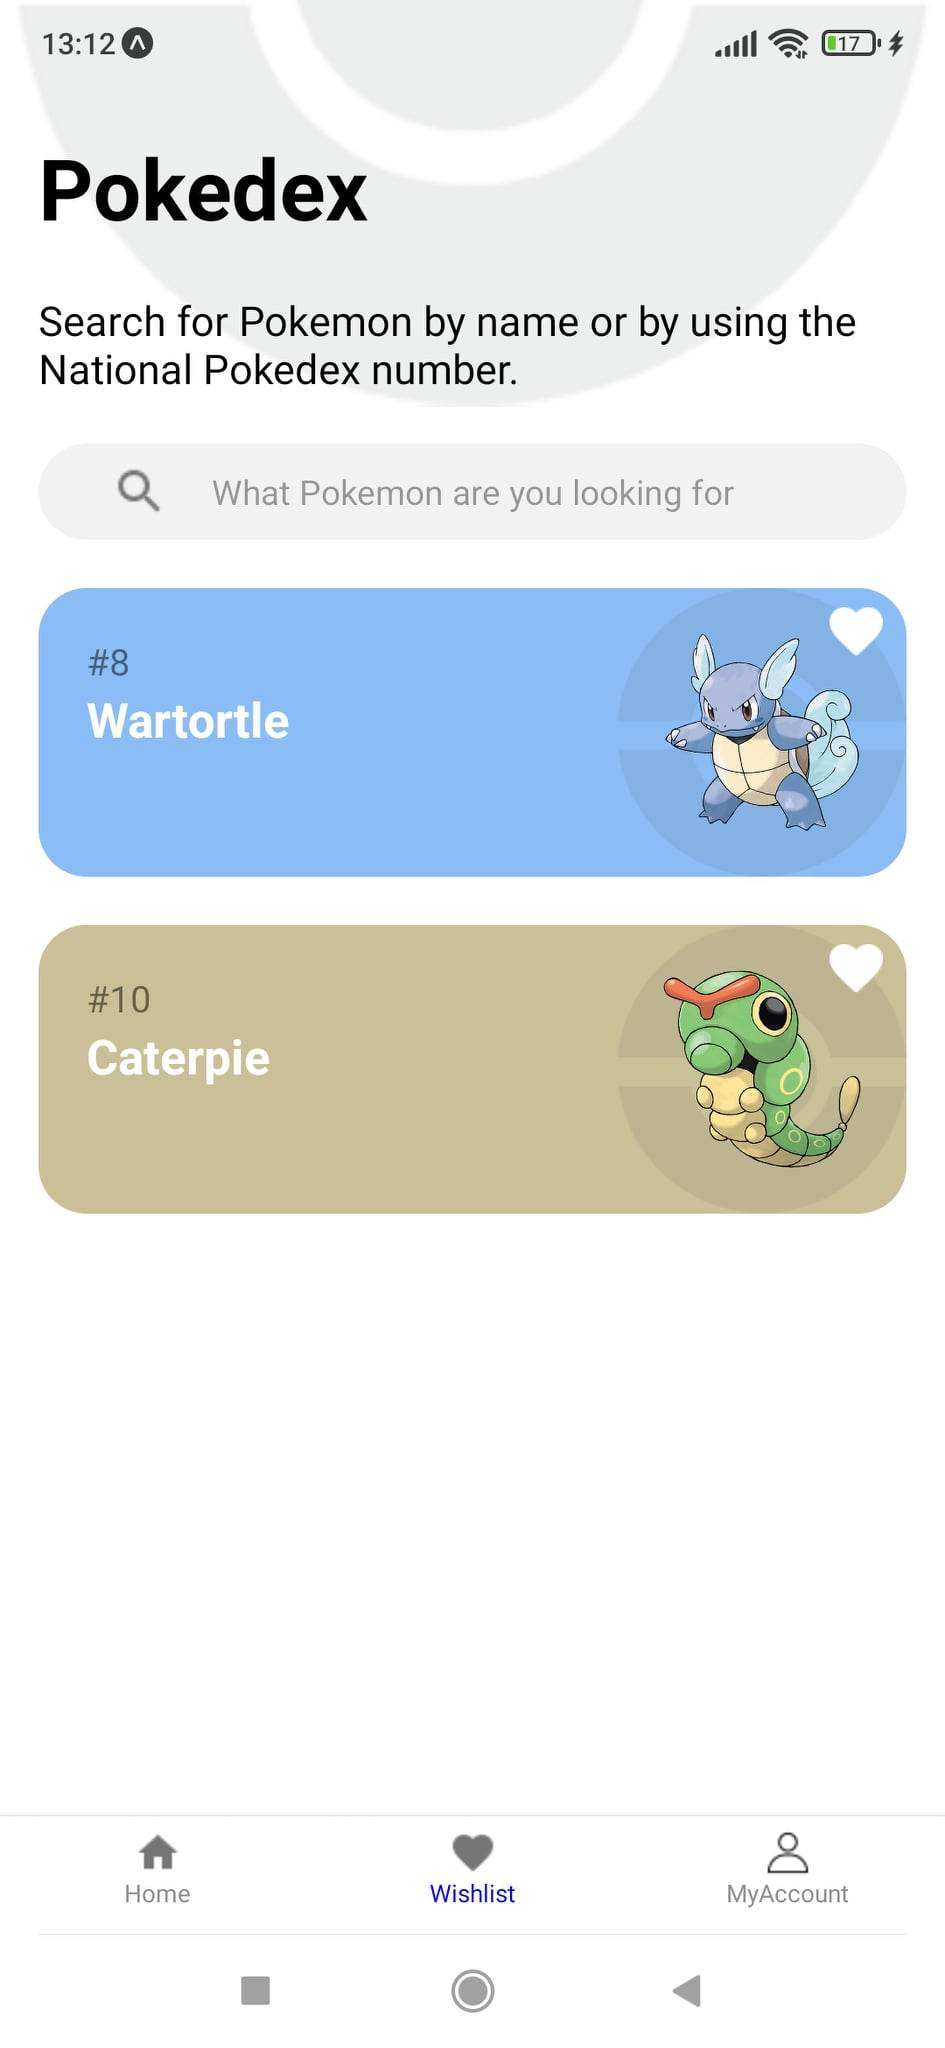 13:12
17
Pokedex
Search for Pokemon by name or by using the
National Pokedex number.
What Pokemon are you looking for
#8
Wartortle
#10
Caterpie
Home
Wishlist
MyAccount